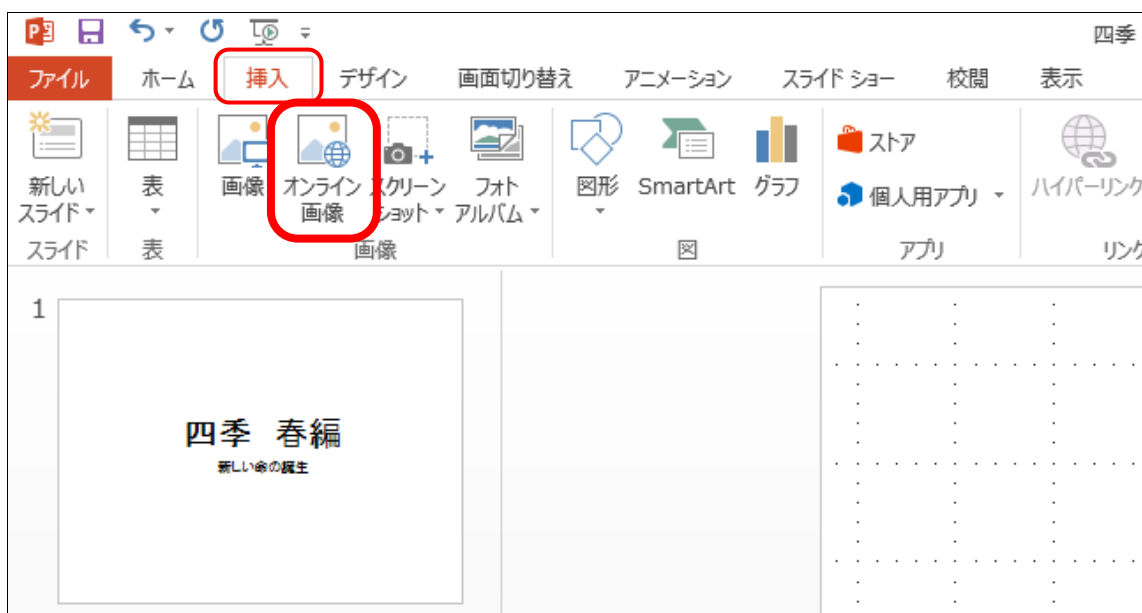 四季
ファイル ホーム 挿入 デザイン 画面切り替え アニメーション スライド ショー 校閲 表示
新しい
スライド
表
画像
オンライン
画像
スクリーン
ショット
フォト
アルバム
図形
SmartArt
グラフ
ストア
個人用アプリ
ハイパーリンク
スライド 表 画像 図 アプリ リンク
1
四季 春編
新しい命の誕生